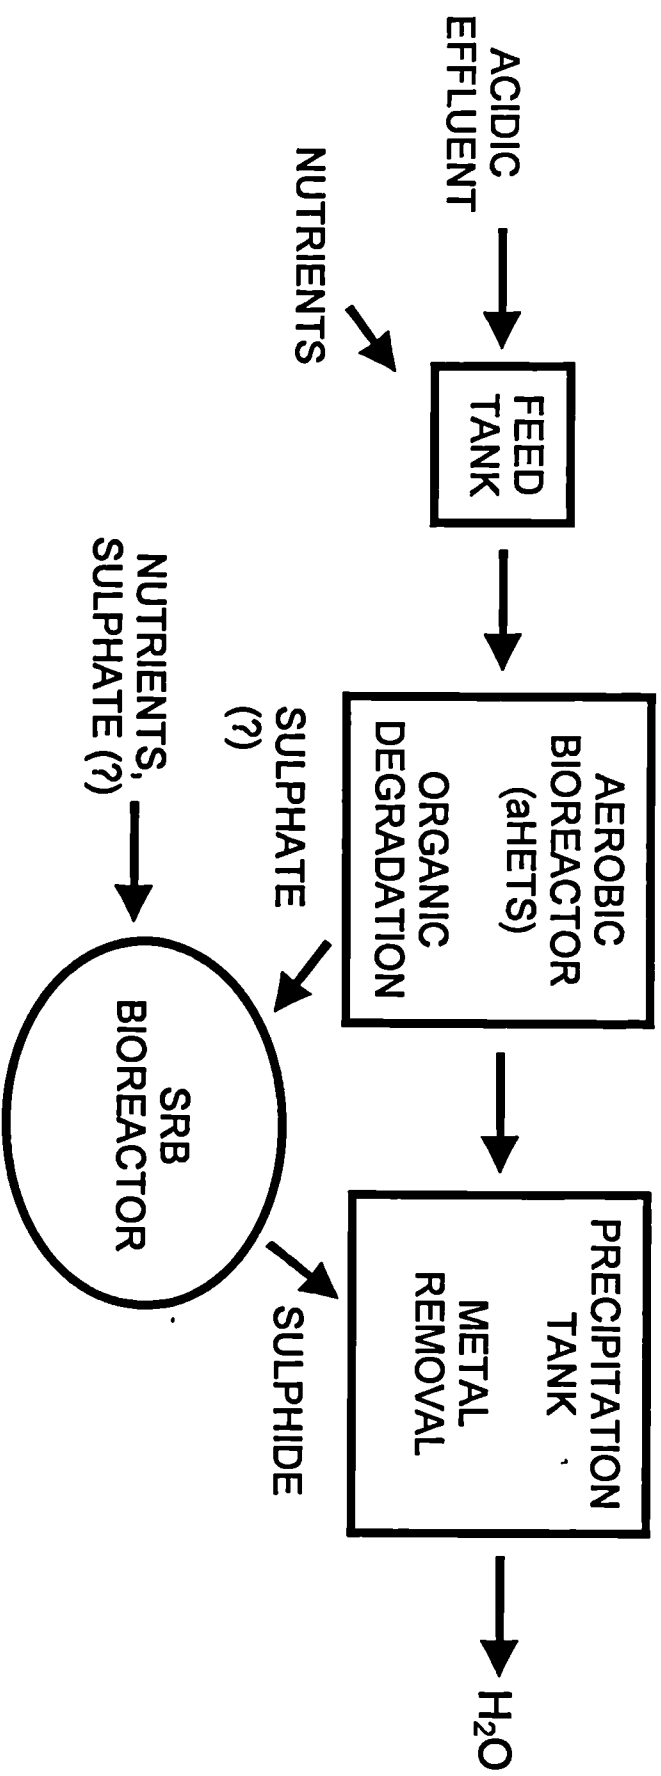 ACIDIC
EFFLUENT
NUTRIENTS
FEED
TANK
AEROBIC
BIOREACTOR
(aHETS)
ORGANIC
DEGRADATION
SULPHATE
(?)
NUTRIENTS,
SULPHATE (?)
SRB
BIOREACTOR
SULPHIDE
PRECIPITATION
TANK
METAL
REMOVAL
H₂O